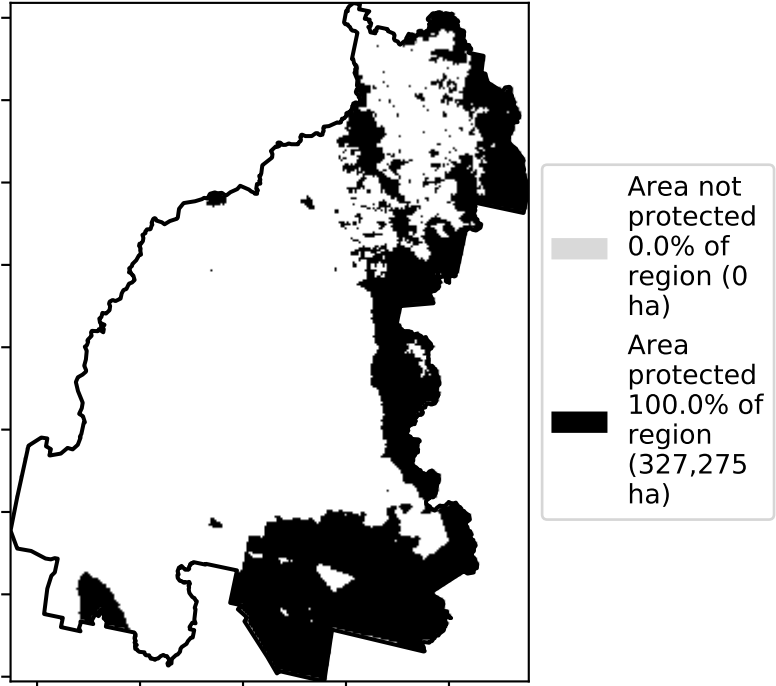 Area not
protected
0.0% of
region (0
ha)
Area
protected
100.0% of
region
(327,275
ha)